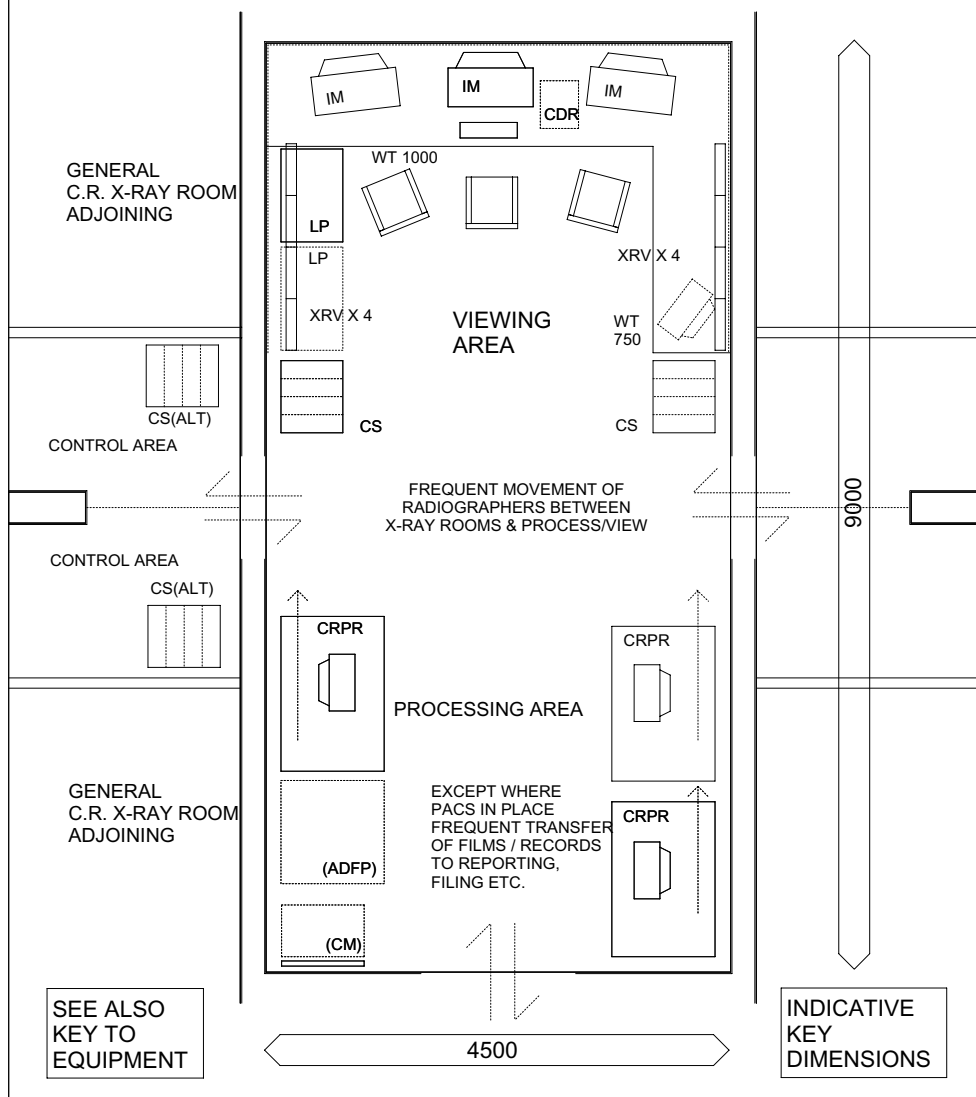 IM
IM
IM
CDR
WT 1000
GENERAL
C.R. X-RAY ROOM
ADJOINING
LP
LP
XRV X 4
XRV X 4
VIEWING
AREA
WT
750
CS(ALT)
CS
CS
CONTROL AREA
FREQUENT MOVEMENT OF
RADIOGRAPHERS BETWEEN
X-RAY ROOMS & PROCESS/VIEW
9000
CONTROL AREA
CS(ALT)
CRPR
CRPR
PROCESSING AREA
GENERAL
C.R. X-RAY ROOM
ADJOINING
EXCEPT WHERE
PACS IN PLACE
FREQUENT TRANSFER
OF FILMS / RECORDS
TO REPORTING,
FILING ETC.
CRPR
(ADFP)
(CM)
SEE ALSO
KEY TO
EQUIPMENT
4500
INDICATIVE
KEY
DIMENSIONS